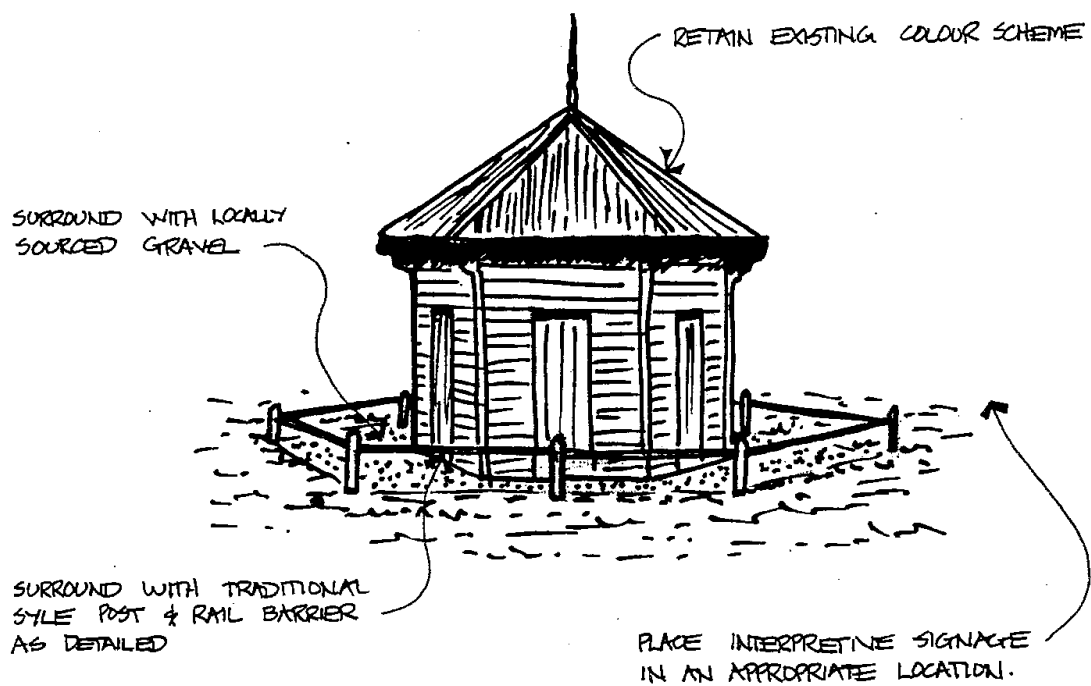 RETAIN EXISTING COLOUR SCHEME
SURROUND WITH LOCALLY
SOURCED GRAVEL
SURROUND WITH TRADITIONAL
SYLE POST & RAIL BARRIER
AS DETAILED
PLACE INTERPRETIVE SIGNAGE
IN AN APPROPRIATE LOCATION.